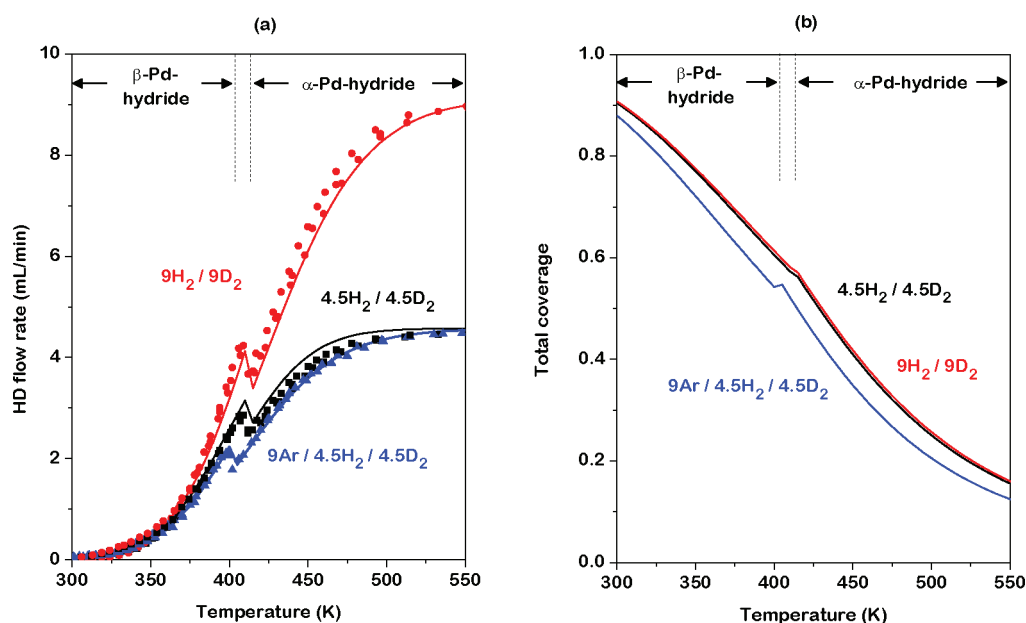 (a)
10
8
6
4
2
0
HD flow rate (mL/min)
β-Pd-
hydride
α-Pd-hydride
9H2 / 9D2
4.5H2 / 4.5D2
9Ar / 4.5H2 / 4.5D2
300 350 400 450 500 550
Temperature (K)
(b)
1.0
0.8
0.6
0.4
0.2
0.0
Total coverage
β-Pd-
hydride
α-Pd-hydride
4.5H2 / 4.5D2
9H2 / 9D2
9Ar / 4.5H2 / 4.5D2
300 350 400 450 500 550
Temperature (K)